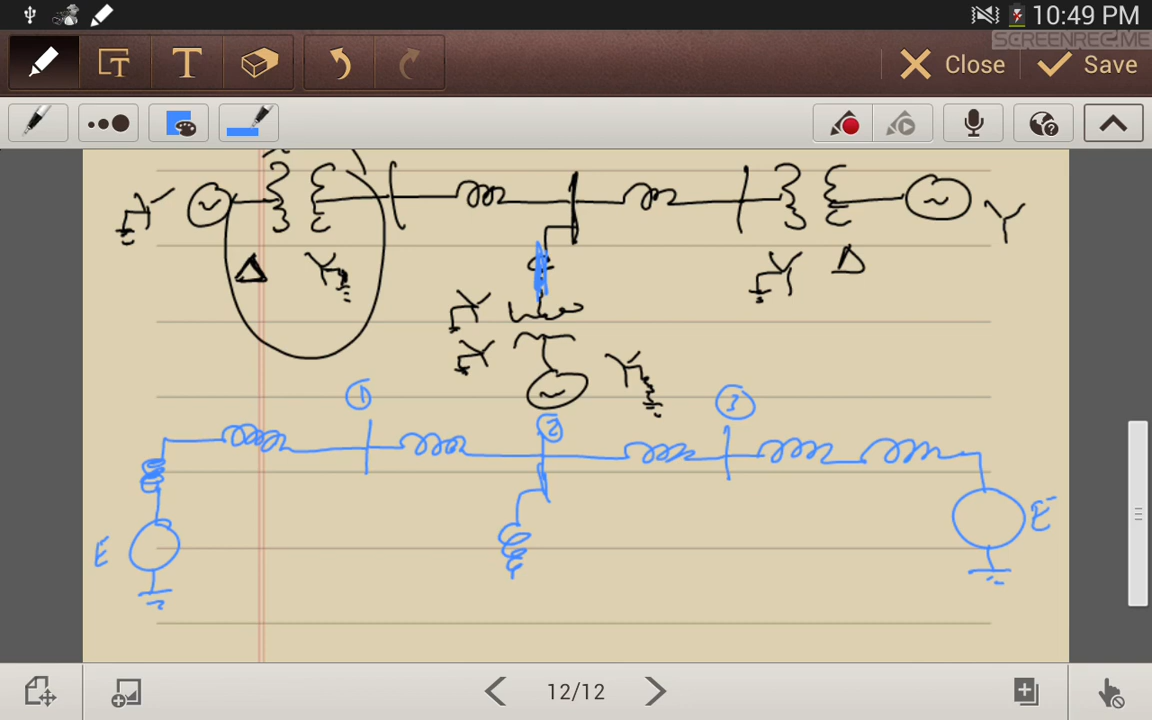 10:49 PM
SCREENREC.ME
T
T
Close
Save
~
~
Y
Y
Δ
Y
Y
Δ
Y
Y
Y
~
①
②
③
E
E
12/12